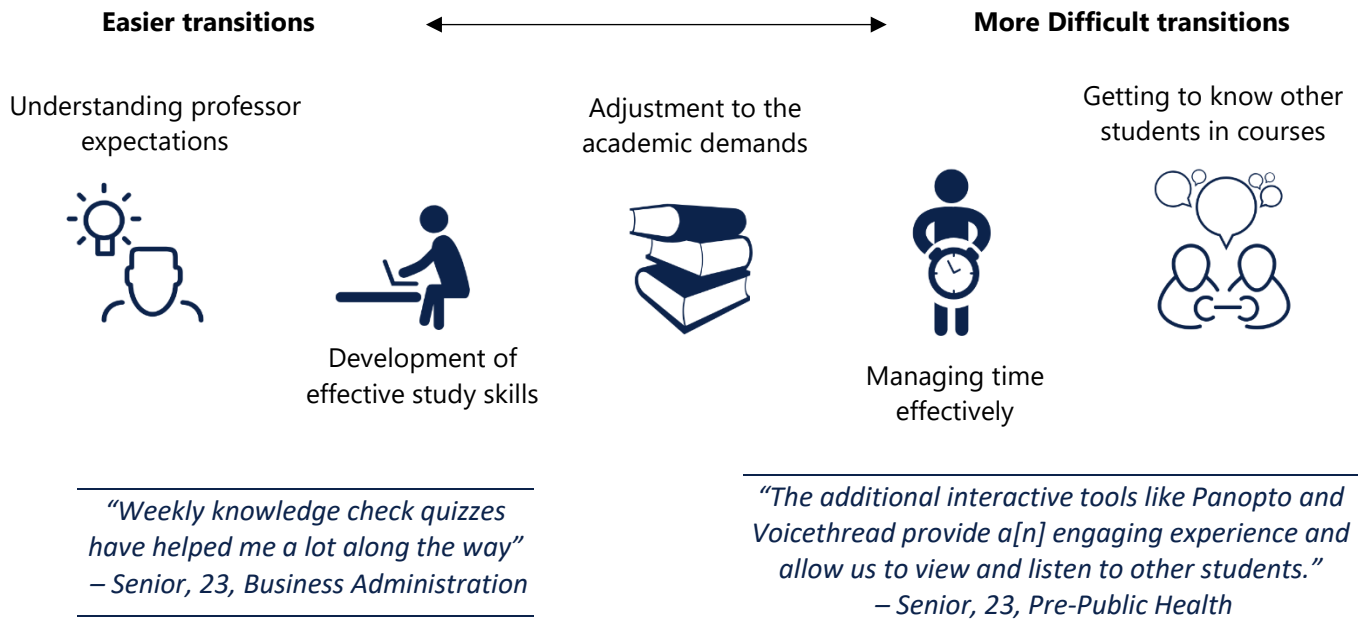 Easier transitions
More Difficult transitions
Understanding professor
expectations
Adjustment to the
academic demands
Getting to know other
students in courses
Development of
effective study skills
Managing time
effectively
“Weekly knowledge check quizzes
have helped me a lot along the way”
– Senior, 23, Business Administration
“The additional interactive tools like Panopto and
Voicethread provide a[n] engaging experience and
allow us to view and listen to other students.”
– Senior, 23, Pre-Public Health